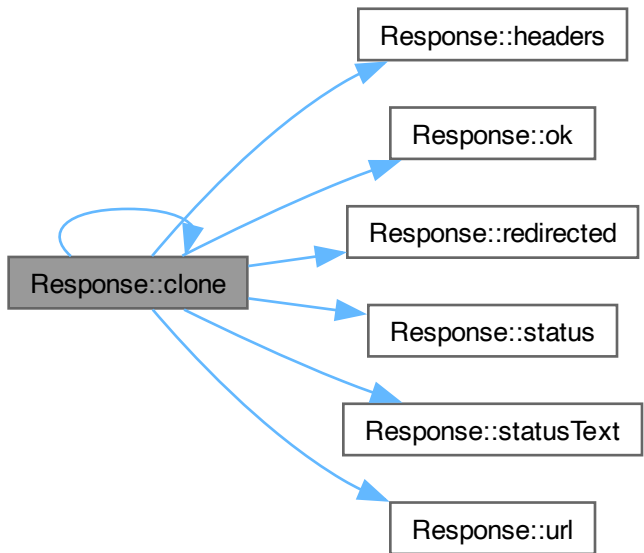 Response::headers
Response::ok
Response::redirected
Response::clone
Response::status
Response::statusText
Response::url